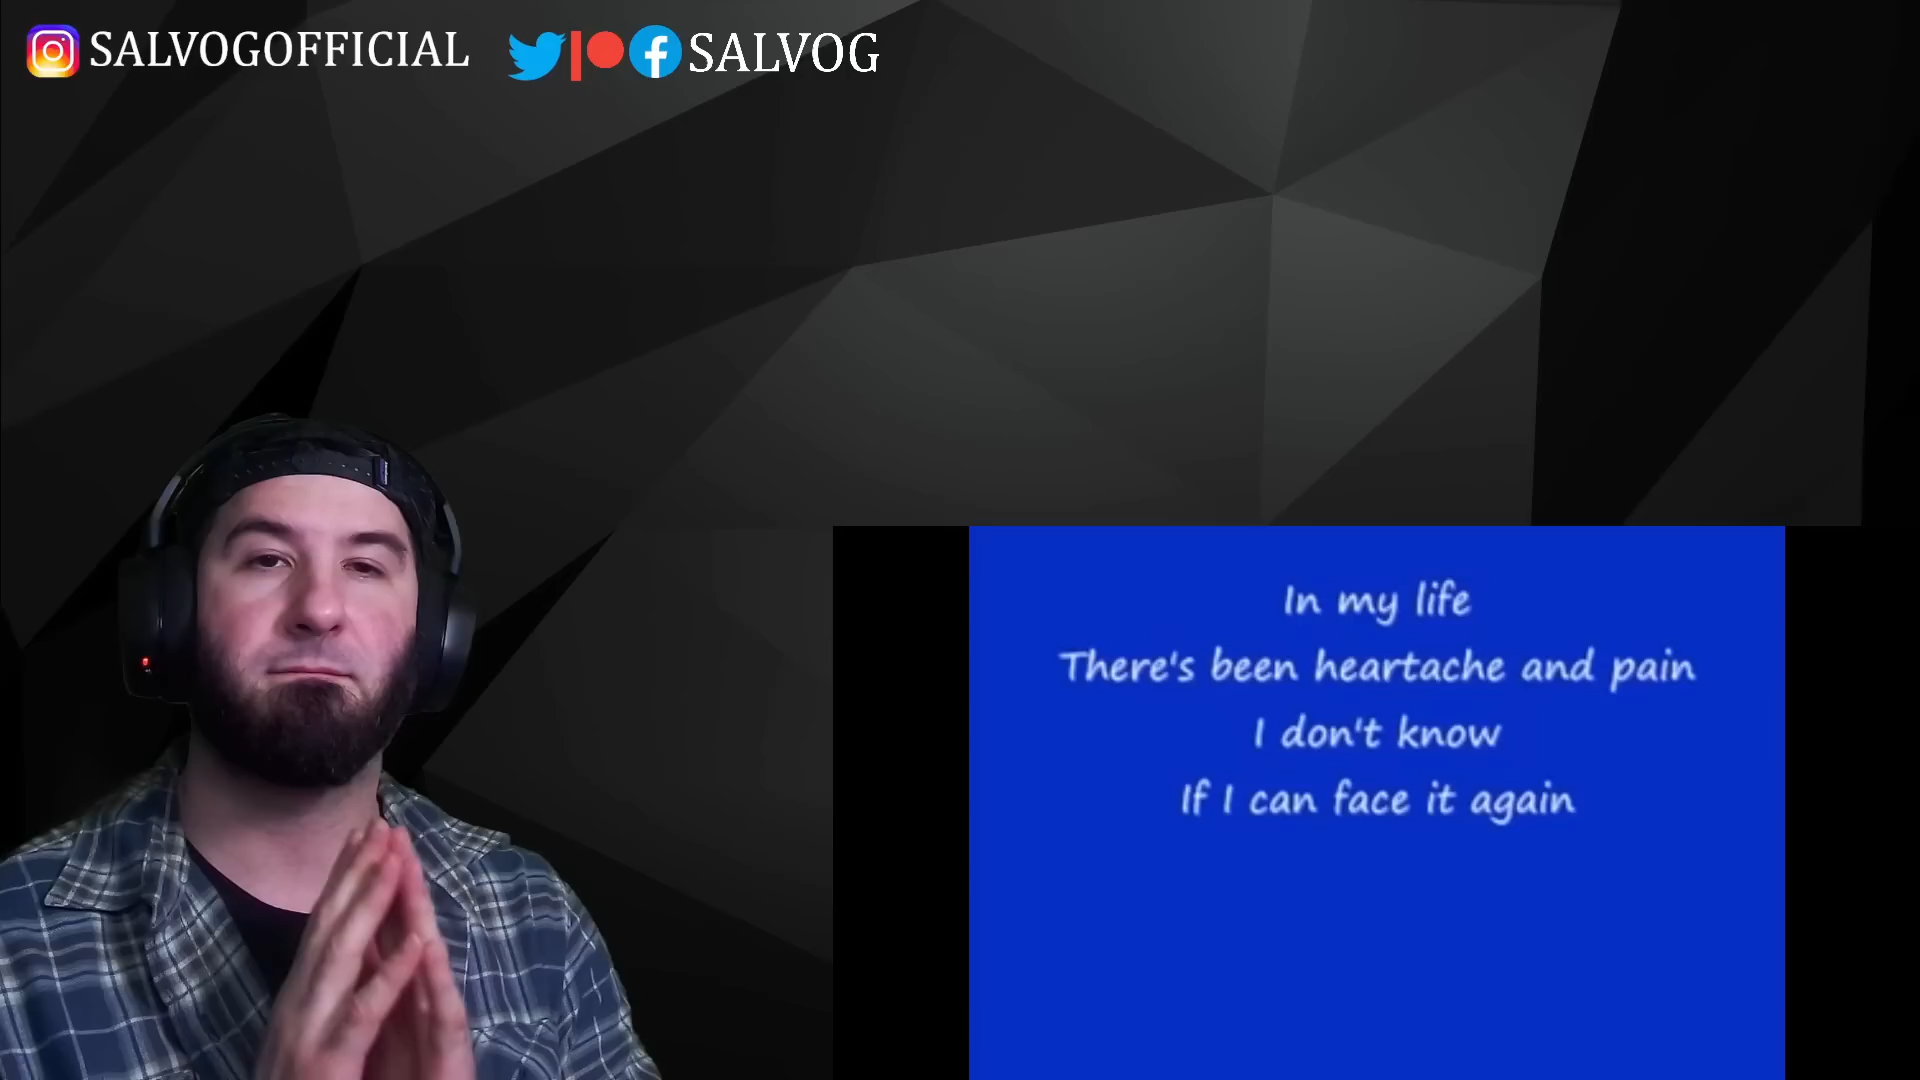 SALVOGOFFICIAL
SALVOG
In my life
There's been heartache and pain
I don't know
If I can face it again